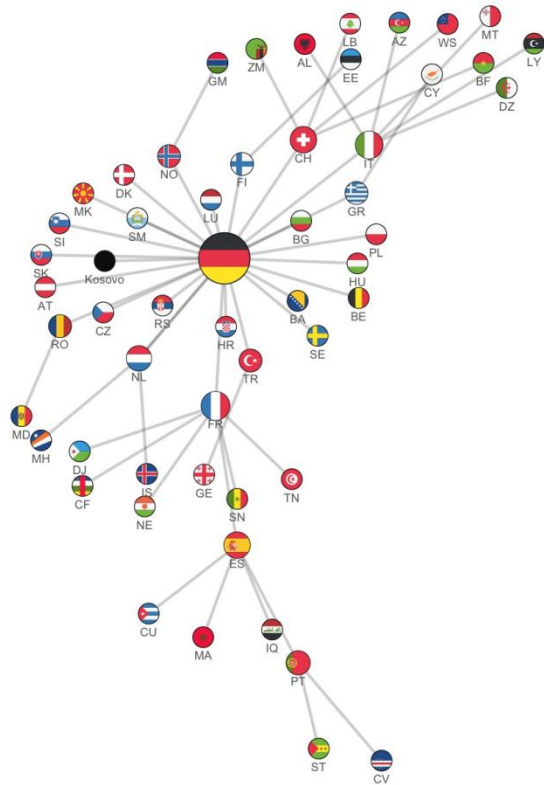 LB
AZ
WS
MT
ZM
AL
EE
LY
GM
CY
BF
DZ
CH
IT
NO
FI
DK
GR
MK
LU
SM
BG
SI
PL
SK
Kosovo
HU
AT
BA
BE
CZ
RS
RO
HR
SE
NL
TR
MD
MH
FR
DJ
CF
IS
GE
TN
NE
SN
ES
CU
MA
IQ
PT
ST
CV